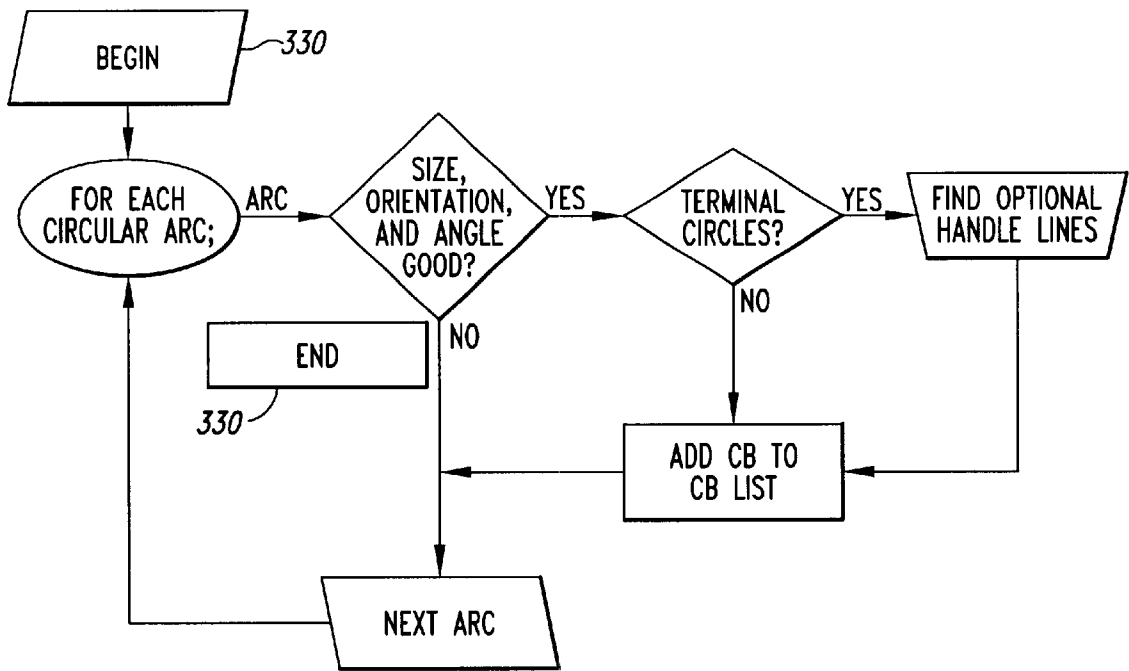 BEGIN
330
FOR EACH
CIRCULAR ARC;
ARC
SIZE,
ORIENTATION,
AND ANGLE
GOOD?
YES
TERMINAL
CIRCLES?
YES
FIND OPTIONAL
HANDLE LINES
NO
NO
END
330
ADD CB TO
CB LIST
NEXT ARC